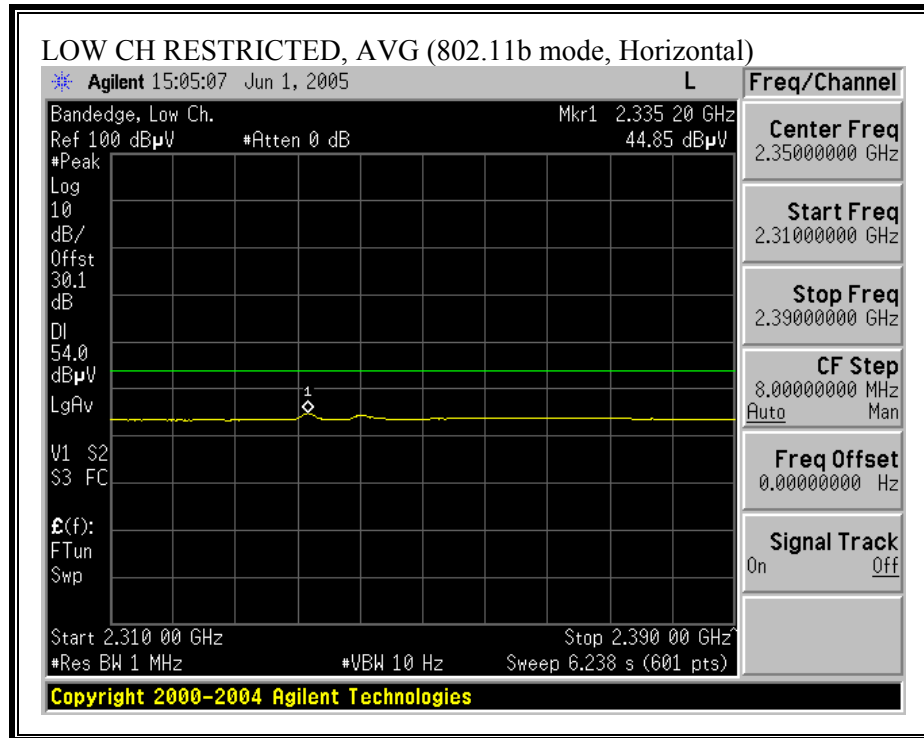 LOW CH RESTRICTED, AVG (802.11b mode, Horizontal)
Agilent 15:05:07 Jun 1, 2005 L
Bandedge, Low Ch. Mkr1 2.335 20 GHz
Ref 100 dBµV #Atten 0 dB 44.85 dBµV
#Peak
Log
10
dB/
Offst
30.1
dB
DI
54.0
dBµV
LgAv
1
V1 S2
S3 FC
£(f):
FTun
Swp
Start 2.310 00 GHz Stop 2.390 00 GHz^
#Res BW 1 MHz #VBW 10 Hz Sweep 6.238 s (601 pts)
Freq/Channel
Center Freq
2.35000000 GHz
Start Freq
2.31000000 GHz
Stop Freq
2.39000000 GHz
CF Step
8.00000000 MHz
Auto Man
Freq Offset
0.00000000 Hz
Signal Track
On Off
Copyright 2000-2004 Agilent Technologies